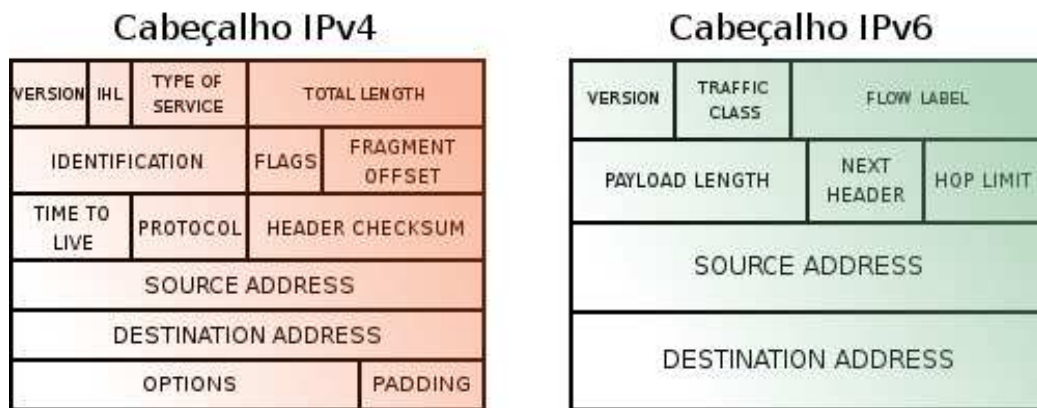 Cabeçalho IPv4
VERSION IHL TYPE OF
SERVICE TOTAL LENGTH
IDENTIFICATION FLAGS FRAGMENT
OFFSET
TIME TO
LIVE PROTOCOL HEADER CHECKSUM
SOURCE ADDRESS
DESTINATION ADDRESS
OPTIONS PADDING
Cabeçalho IPv6
VERSION TRAFFIC
CLASS FLOW LABEL
PAYLOAD LENGTH NEXT
HEADER HOP LIMIT
SOURCE ADDRESS
DESTINATION ADDRESS